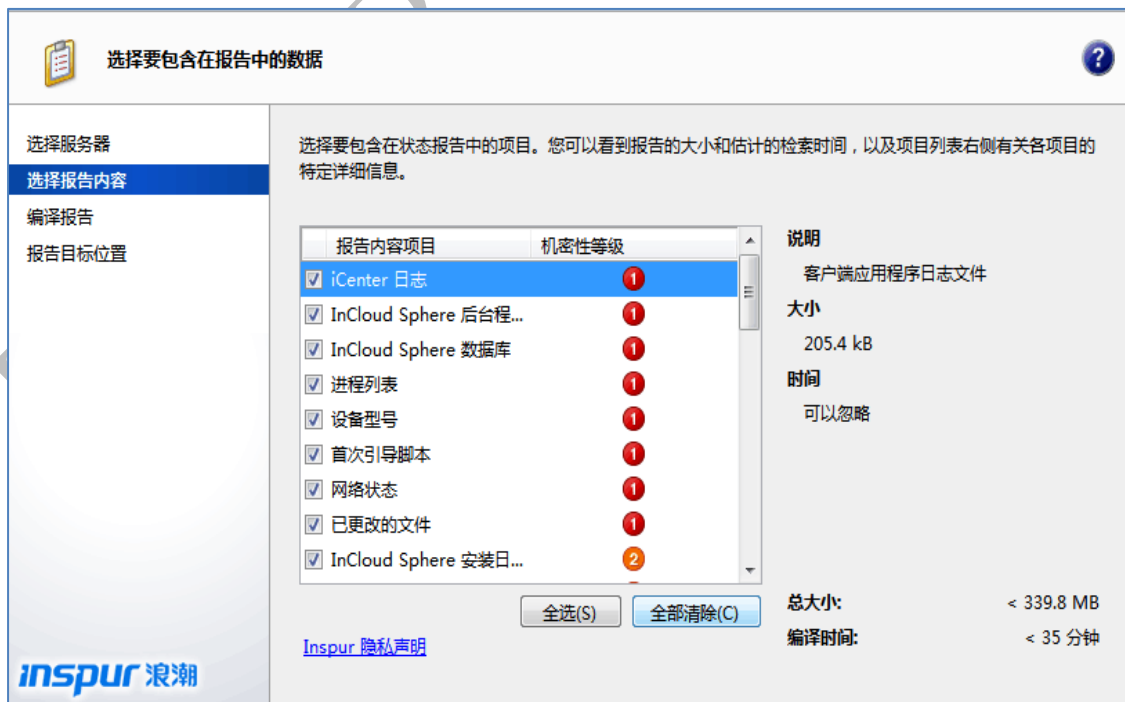 选择要包含在报告中的数据
?
选择服务器
选择报告内容
编译报告
报告目标位置
选择要包含在状态报告中的项目。您可以看到报告的大小和估计的检索时间，以及项目列表右侧有关各项目的
特定详细信息。
报告内容项目 机密性等级
iCenter 日志 1
InCloud Sphere 后台程... 1
InCloud Sphere 数据库 1
进程列表 1
设备型号 1
首次引导脚本 1
网络状态 1
已更改的文件 1
InCloud Sphere 安装日... 2
全选(S) 全部清除(C)
Inspur 隐私声明
说明
客户端应用程序日志文件
大小
205.4 kB
时间
可以忽略
总大小: < 339.8 MB
编译时间: < 35 分钟
inspur 浪潮